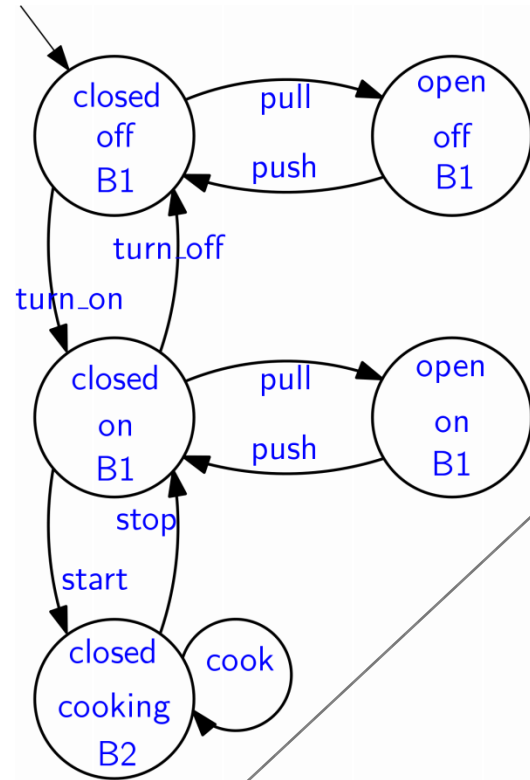 closed
off
B1
pull
push
open
off
B1
turn_off
turn_on
closed
on
B1
pull
push
open
on
B1
stop
start
closed
cooking
B2
cook